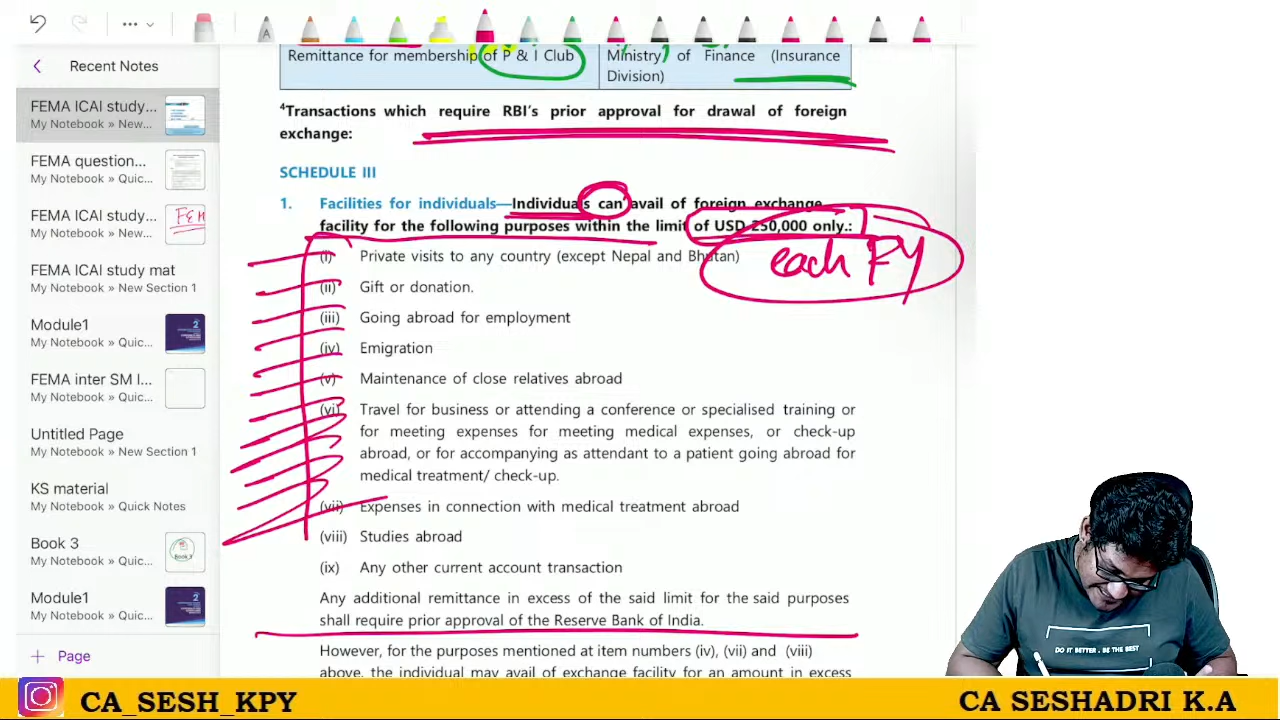 Recent Notes
FEMA ICAI study...
My Notebook » New...
FEMA question...
My Notebook » Quic...
FEMA ICAI study...
My Notebook » New...
FEMA ICAI study mat
My Notebook » New Section 1
Module1
My Notebook » Quic...
FEMA inter SM I...
My Notebook » Quic...
Untitled Page
My Notebook » New Section 1
KS material
My Notebook » Quick Notes
Book 3
My Notebook » Quic...
Module1
My Notebook » Quic...
+ Page
Remittance for membership of P & I Club
Ministry of Finance (Insurance
Division)
4Transactions which require RBI's prior approval for drawal of foreign
exchange:
SCHEDULE III
1. Facilities for individuals—Individuals can avail of foreign exchange
facility for the following purposes within the limit of USD 250,000 only.:
each FY
(i) Private visits to any country (except Nepal and Bhutan)
(ii) Gift or donation.
(iii) Going abroad for employment
(iv) Emigration
(v) Maintenance of close relatives abroad
(vi) Travel for business or attending a conference or specialised training or
for meeting expenses for meeting medical expenses, or check-up
abroad, or for accompanying as attendant to a patient going abroad for
medical treatment/ check-up.
(vii) Expenses in connection with medical treatment abroad
(viii) Studies abroad
(ix) Any other current account transaction
Any additional remittance in excess of the said limit for the said purposes
shall require prior approval of the Reserve Bank of India.
However, for the purposes mentioned at item numbers (iv), (vii) and (viii)
above, the individual may avail of exchange facility for an amount in excess
DO IT BETTER. BE THE BEST
CA_SESH_KPY
CA SESHADRI K.A